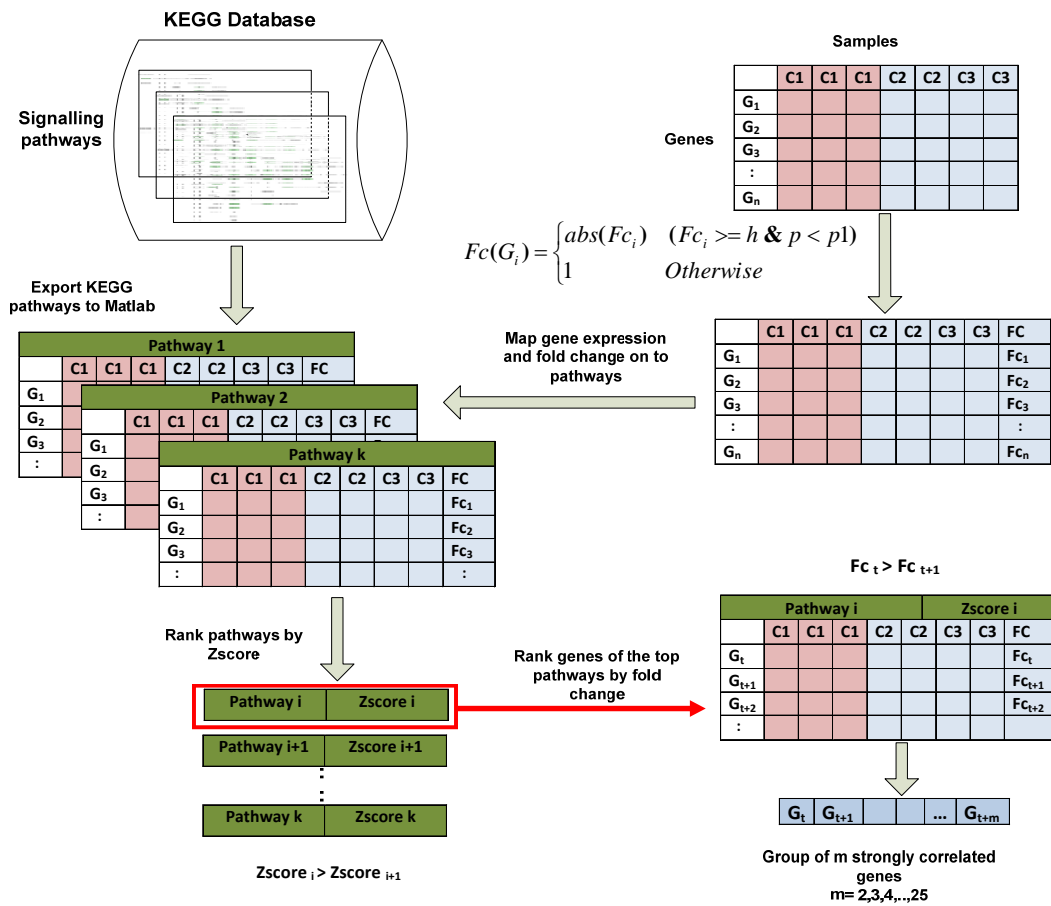 KEGG Database
Signalling
pathways
Samples
C1 C1 C1 C2 C2 C3 C3
Genes
G1
G2
G3
:
Gn
Fc(Gi) = { abs(Fci) (Fci >= h & p < p1)
1 Otherwise
Export KEGG
pathways to Matlab
Map gene expression
and fold change on to
pathways
C1 C1 C1 C2 C2 C3 C3 FC
G1 Fc1
G2 Fc2
G3 Fc3
: :
Gn Fcn
Pathway 1
C1 C1 C1 C2 C2 C3 C3 FC
G1
G2
G3
:
Pathway 2
C1 C1 C1 C2 C2 C3 C3 FC
G1
G2
G3
:
Pathway k
C1 C1 C1 C2 C2 C3 C3 FC
G1 Fc1
G2 Fc2
G3 Fc3
: :
Rank pathways by
Zscore
Pathway i Zscore i
Pathway i+1 Zscore i+1
⋮
Pathway k Zscore k
Zscore i > Zscore i+1
Rank genes of the top
pathways by fold
change
Fc t > Fc t+1
Pathway i Zscore i
C1 C1 C1 C2 C2 C3 C3 FC
Gt Fct
Gt+1 Fct+1
Gt+2 Fct+2
:
Gt Gt+1 ... Gt+m
Group of m strongly correlated
genes
m= 2,3,4,..,25